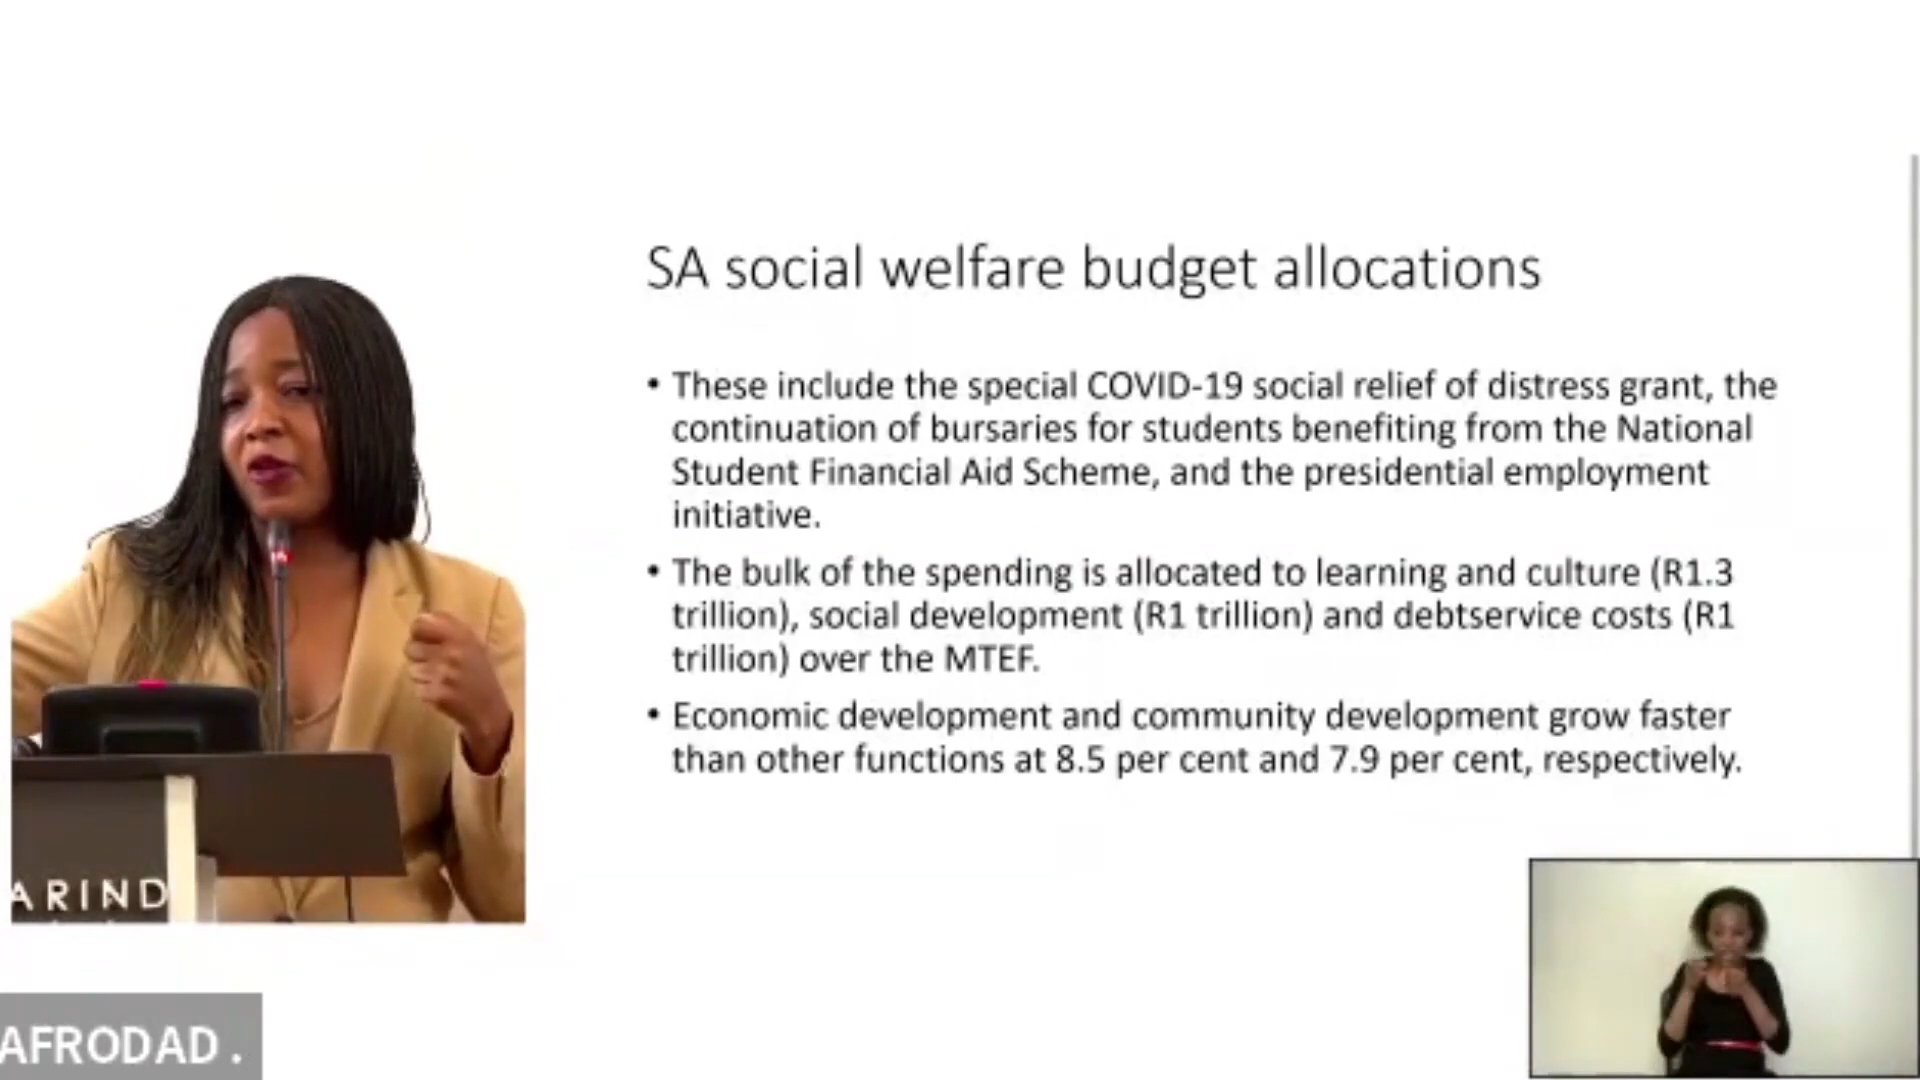 SA social welfare budget allocations
• These include the special COVID-19 social relief of distress grant, the
continuation of bursaries for students benefiting from the National
Student Financial Aid Scheme, and the presidential employment
initiative.
• The bulk of the spending is allocated to learning and culture (R1.3
trillion), social development (R1 trillion) and debtservice costs (R1
trillion) over the MTEF.
• Economic development and community development grow faster
than other functions at 8.5 per cent and 7.9 per cent, respectively.
ARIND
AFRODAD .